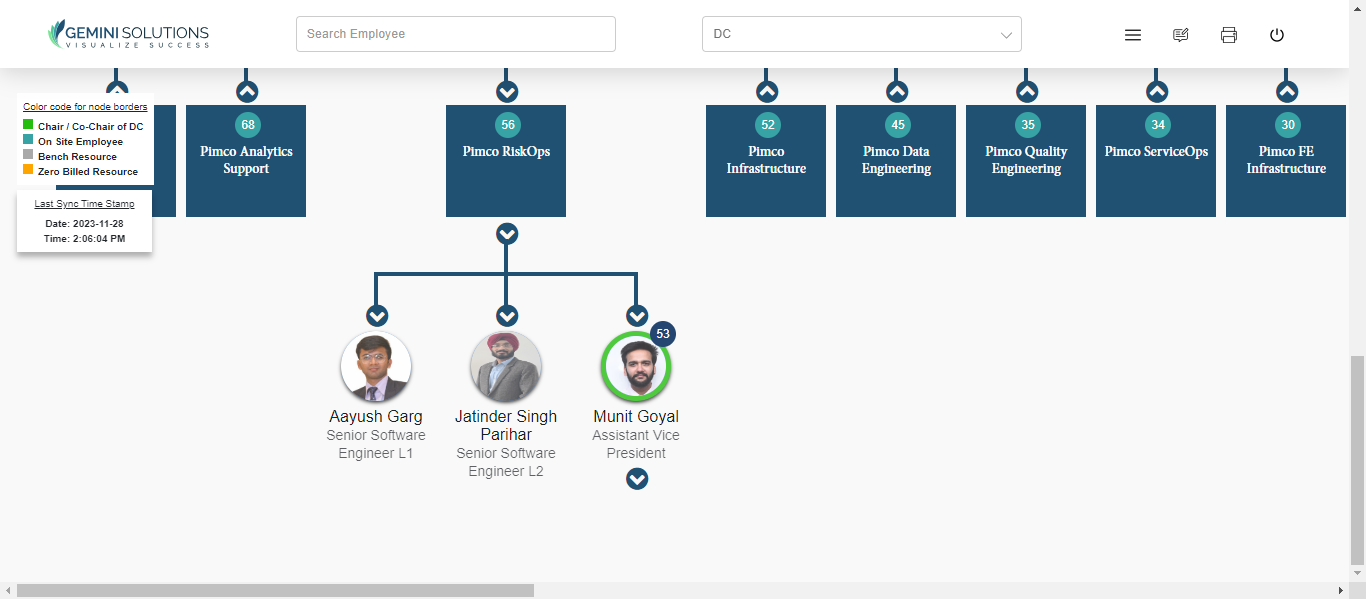 GEMINI SOLUTIONS
VISUALIZE SUCCESS
Search Employee
DC
Color code for node borders
Chair / Co-Chair of DC
On Site Employee
Bench Resource
Zero Billed Resource
Last Sync Time Stamp
Date: 2023-11-28
Time: 2:06:04 PM
68
Pimco Analytics
Support
56
Pimco RiskOps
52
Pimco
Infrastructure
45
Pimco Data
Engineering
35
Pimco Quality
Engineering
34
Pimco ServiceOps
30
Pimco FE
Infrastructure
Aayush Garg
Senior Software
Engineer L1
Jatinder Singh
Parihar
Senior Software
Engineer L2
53
Munit Goyal
Assistant Vice
President